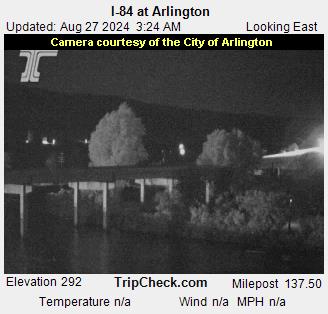 I-84 at Arlington
Updated: Aug 27 2024 3:24 AM Looking East
Camera courtesy of the City of Arlington
Elevation 292 TripCheck.com Milepost 137.50
Temperature n/a Wind n/a MPH n/a